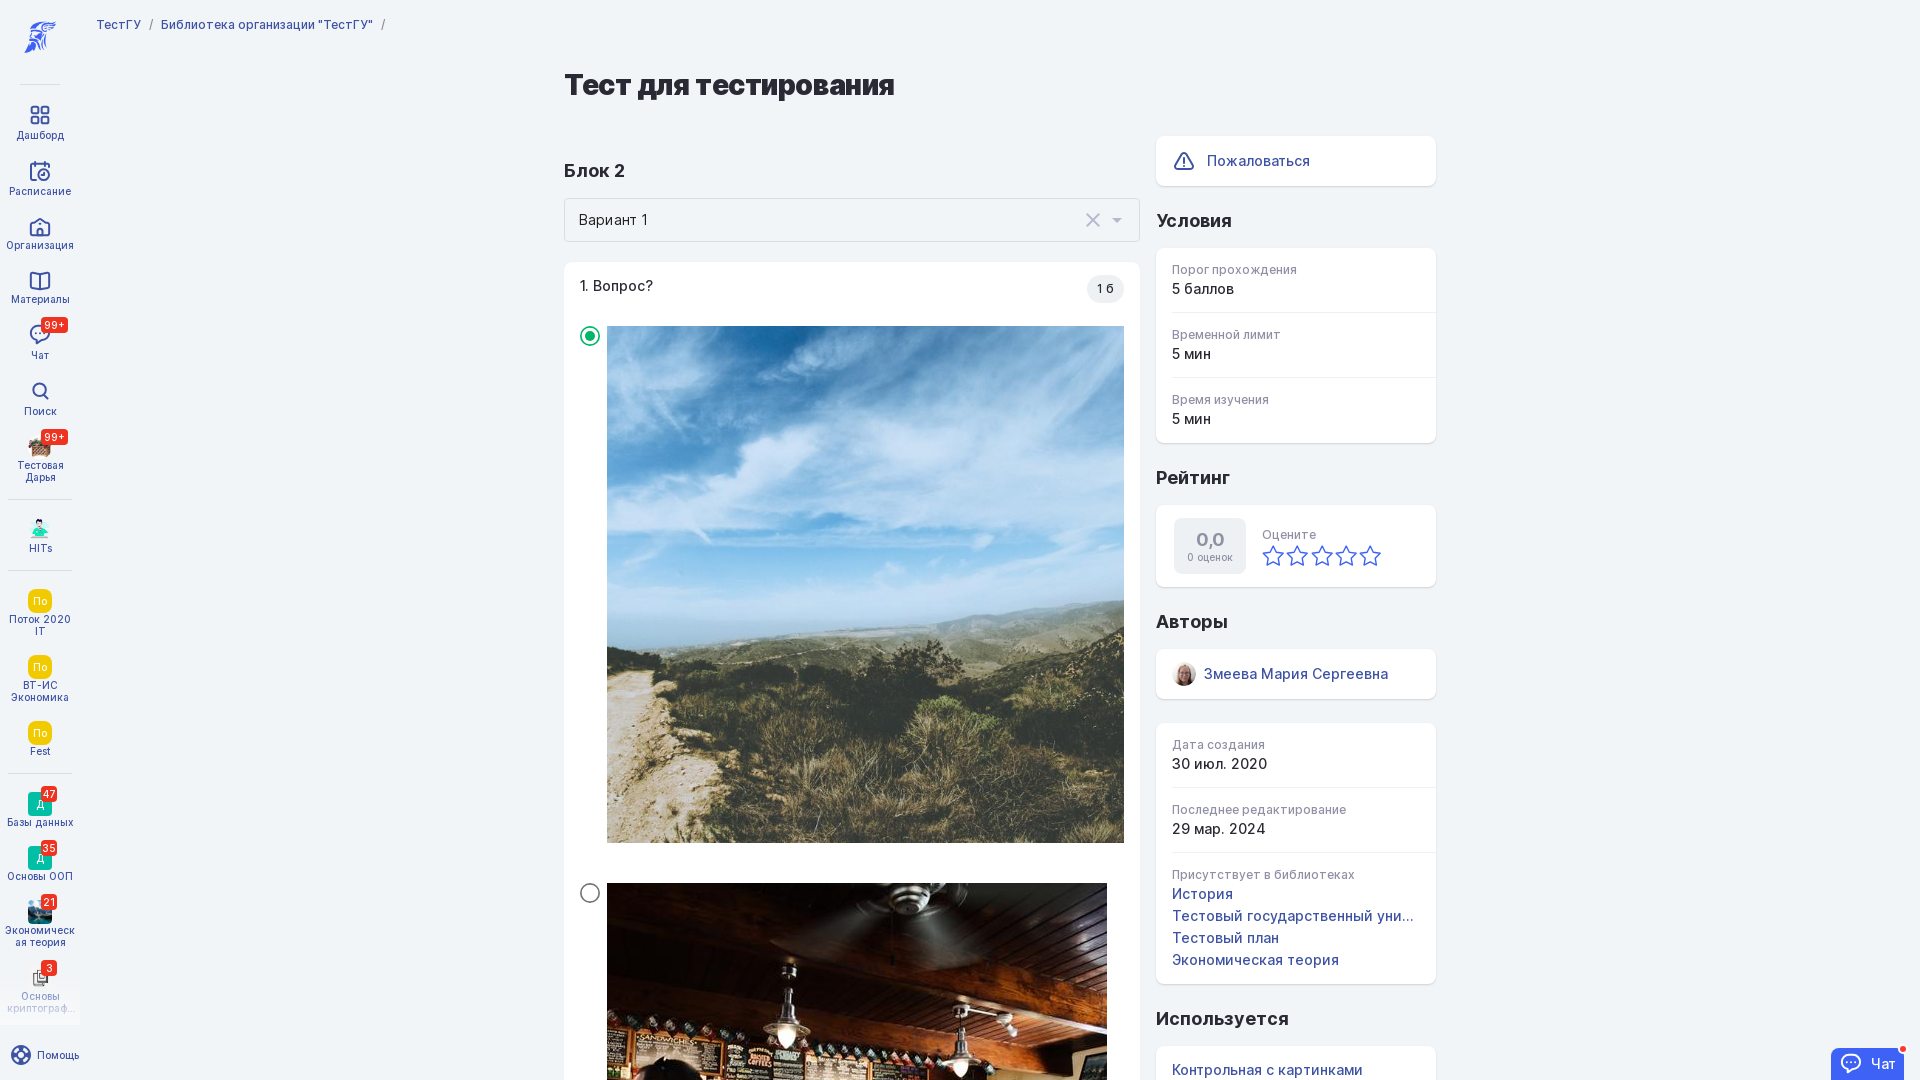 ТестГУ / Библиотека организации "ТестГУ" /
Тест для тестирования
Дашборд
Расписание
Организация
Материалы
99+
Чат
Поиск
99+
Тестовая
Дарья
HITs
По
Поток 2020
IT
По
ВТ-ИС
Экономика
По
Fest
47
Д
Базы данных
35
Д
Основы ООП
21
Экономическ
ая теория
3
Основы
криптограф...
Помощь
Блок 2
Вариант 1
1. Вопрос?
1 б
SANDWICHES
Пожаловаться
Условия
Порог прохождения
5 баллов
Временной лимит
5 мин
Время изучения
5 мин
Рейтинг
0,0
0 оценок
Оцените
Авторы
Змеева Мария Сергеевна
Дата создания
30 июл. 2020
Последнее редактирование
29 мар. 2024
Присутствует в библиотеках
История
Тестовый государственный уни...
Тестовый план
Экономическая теория
Используется
Контрольная с картинками
Чат